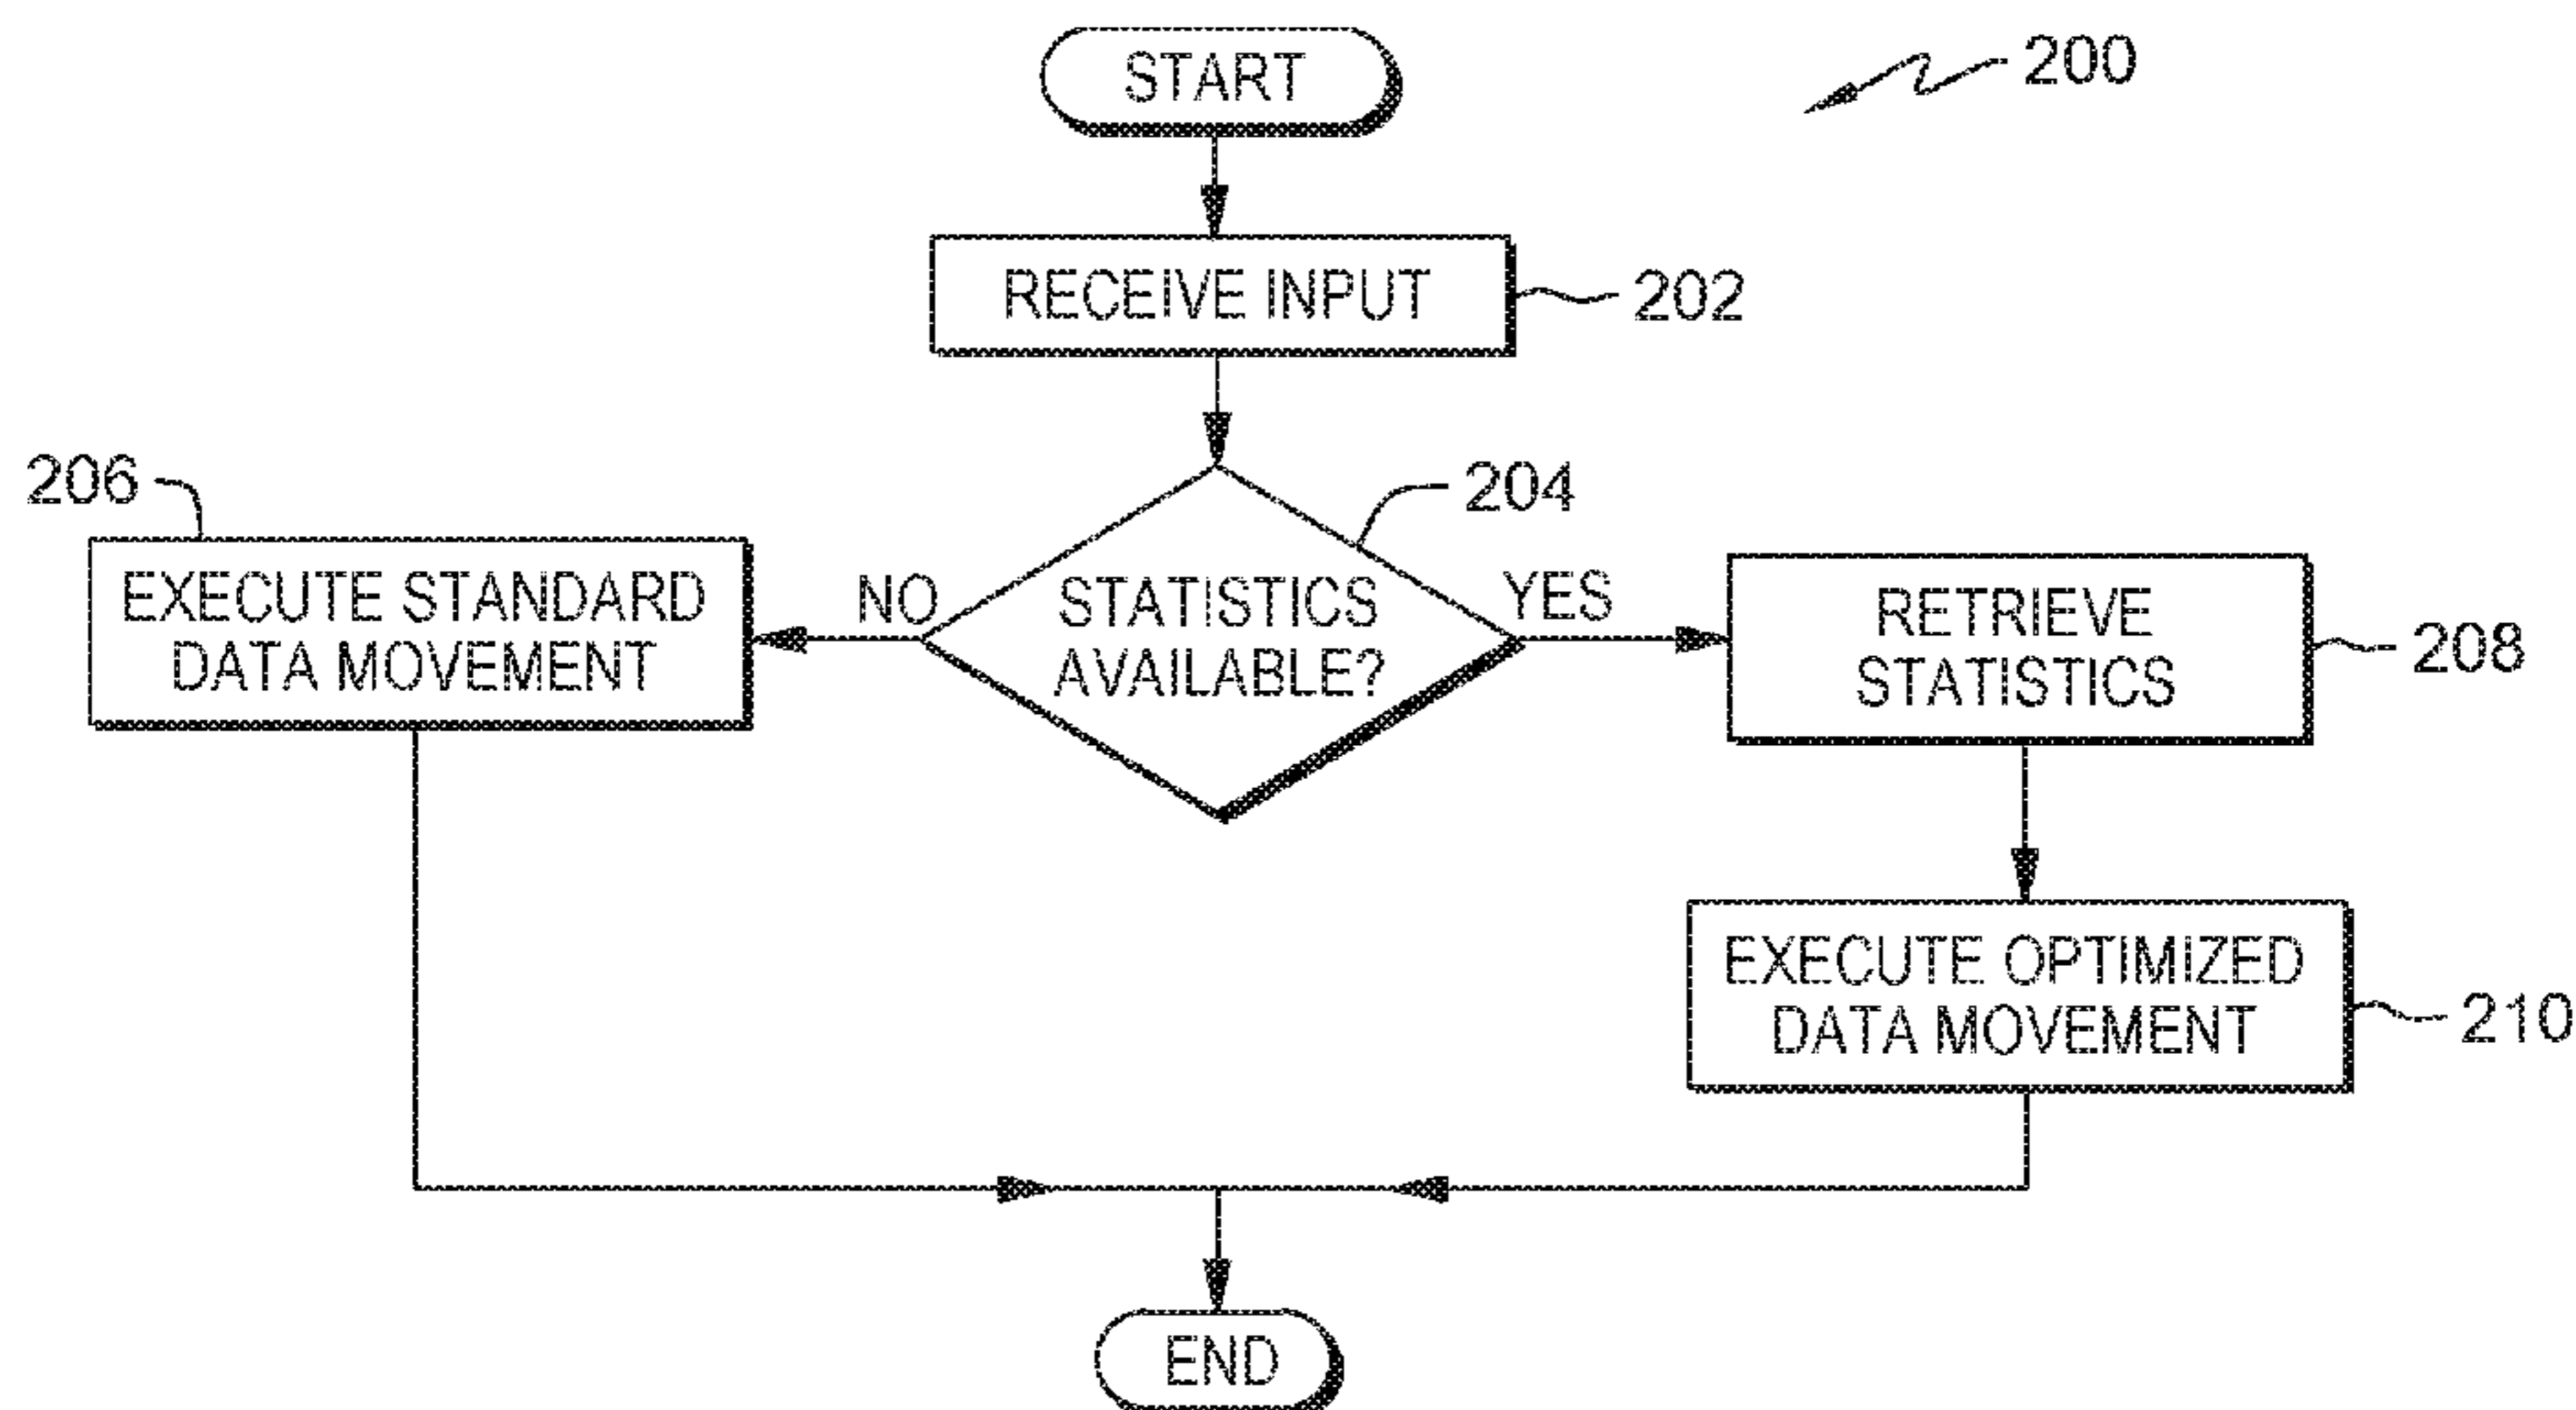 START
200
RECEIVE INPUT
202
206
204
EXECUTE STANDARD
DATA MOVEMENT
NO
STATISTICS
AVAILABLE?
YES
RETRIEVE
STATISTICS
208
EXECUTE OPTIMIZED
DATA MOVEMENT
210
END